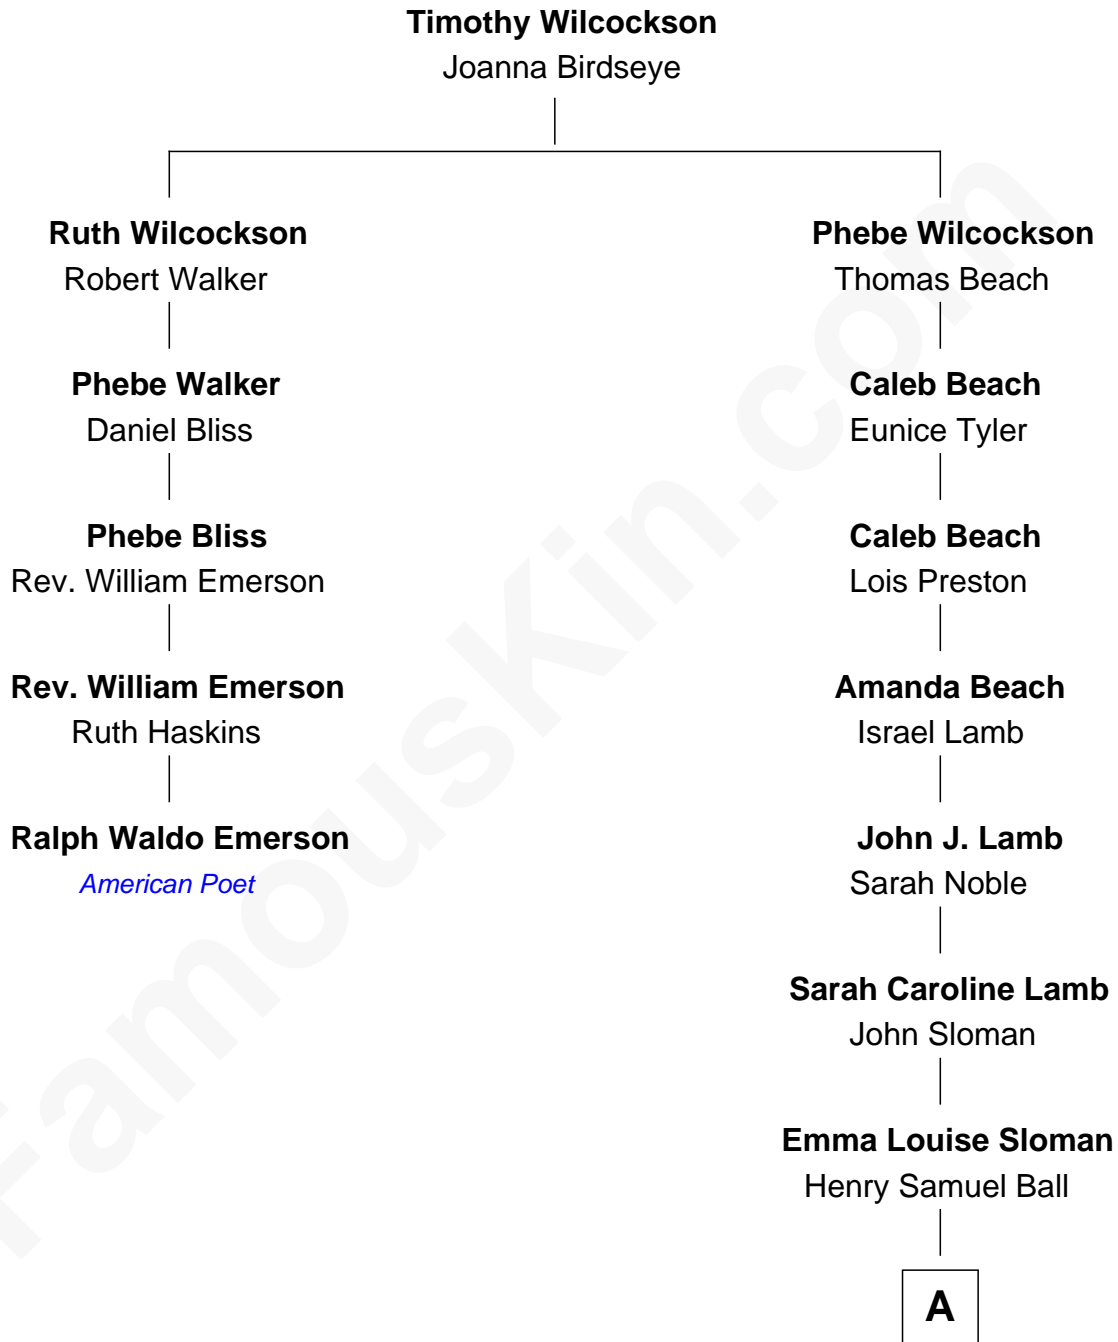 Timothy Wilcockson
Joanna Birdseye
Ruth Wilcockson
Robert Walker
Phebe Walker
Daniel Bliss
Phebe Bliss
Rev. William Emerson
Rev. William Emerson
Ruth Haskins
Ralph Waldo Emerson
American Poet
Phebe Wilcockson
Thomas Beach
Caleb Beach
Eunice Tyler
Caleb Beach
Lois Preston
Amanda Beach
Israel Lamb
John J. Lamb
Sarah Noble
Sarah Caroline Lamb
John Sloman
Emma Louise Sloman
Henry Samuel Ball
A
FamousKin.com